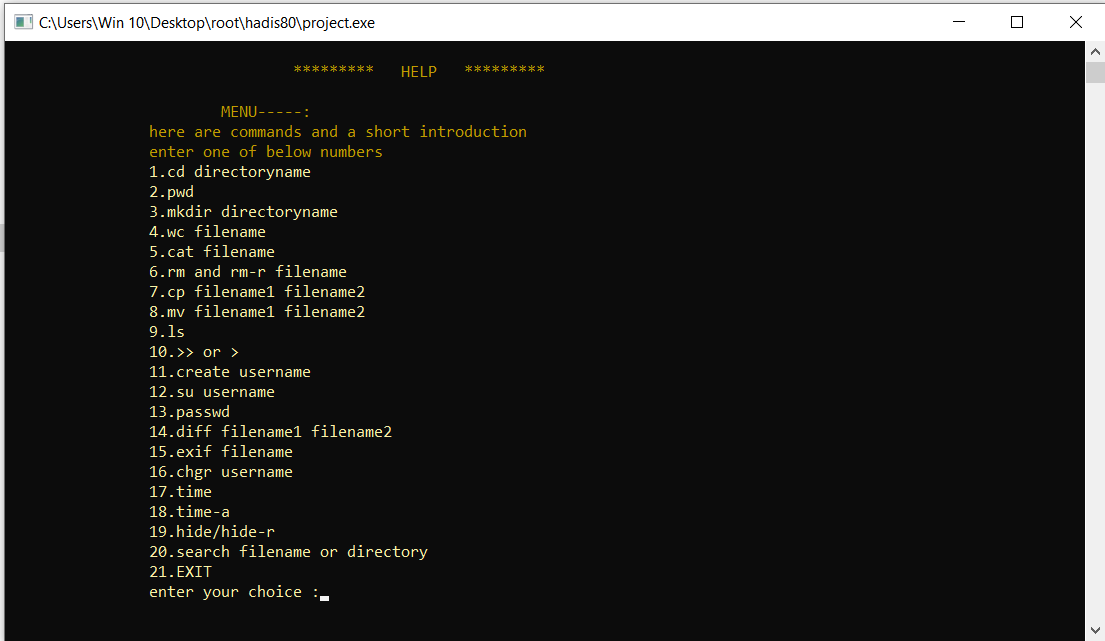 C:\Users\Win 10\Desktop\root\hadis80\project.exe
********* HELP *********
MENU-----:
here are commands and a short introduction
enter one of below numbers
1.cd directoryname
2.pwd
3.mkdir directoryname
4.wc filename
5.cat filename
6.rm and rm-r filename
7.cp filename1 filename2
8.mv filename1 filename2
9.ls
10.>> or >
11.create username
12.su username
13.passwd
14.diff filename1 filename2
15.exif filename
16.chgr username
17.time
18.time-a
19.hide/hide-r
20.search filename or directory
21.EXIT
enter your choice :